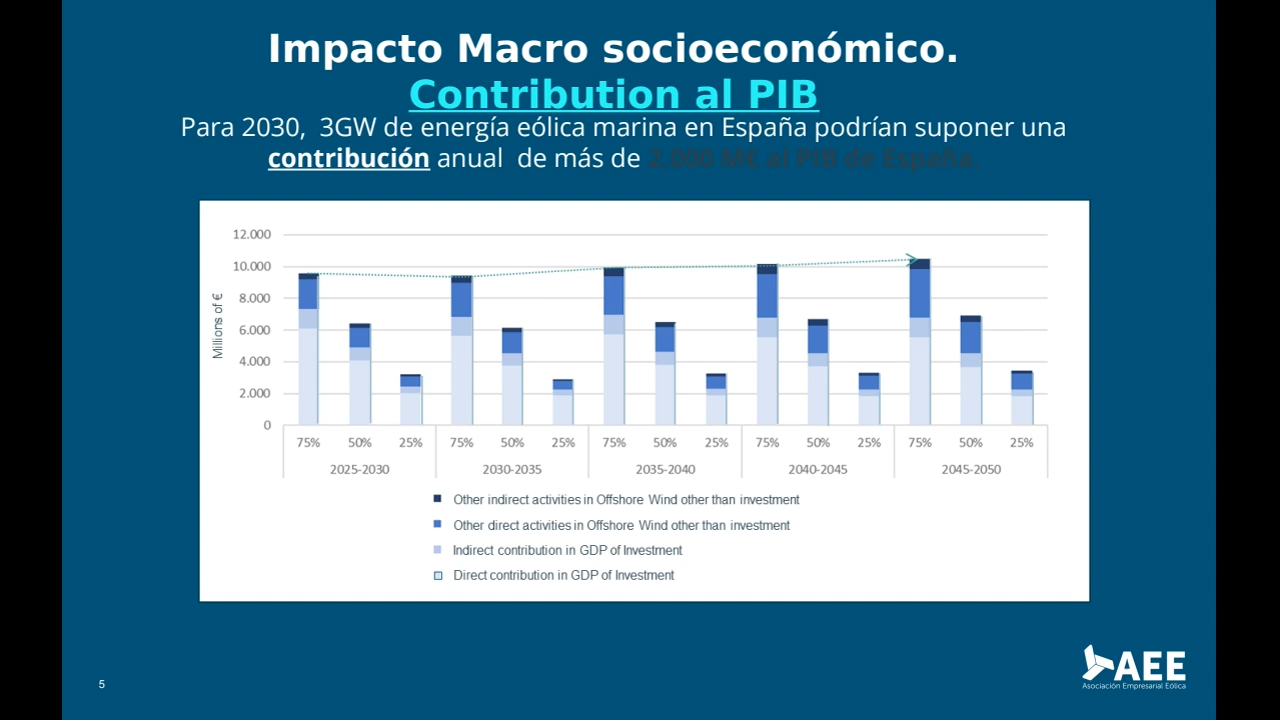 Impacto Macro socioeconómico.
Contribution al PIB
Para 2030,  3GW de energía eólica marina en España podrían suponer una
contribución anual  de más de 2.000 M€ al PIB de España.
12.000
10.000
8.000
6.000
4.000
2.000
0
Millions of €
75% 50% 25% 75% 50% 25% 75% 50% 25% 75% 50% 25% 75% 50% 25%
2025-2030 2030-2035 2035-2040 2040-2045 2045-2050
Other indirect activities in Offshore Wind other than investment
Other direct activities in Offshore Wind other than investment
Indirect contribution in GDP of Investment
Direct contribution in GDP of Investment
5
AEE
Asociación Empresarial Eólica